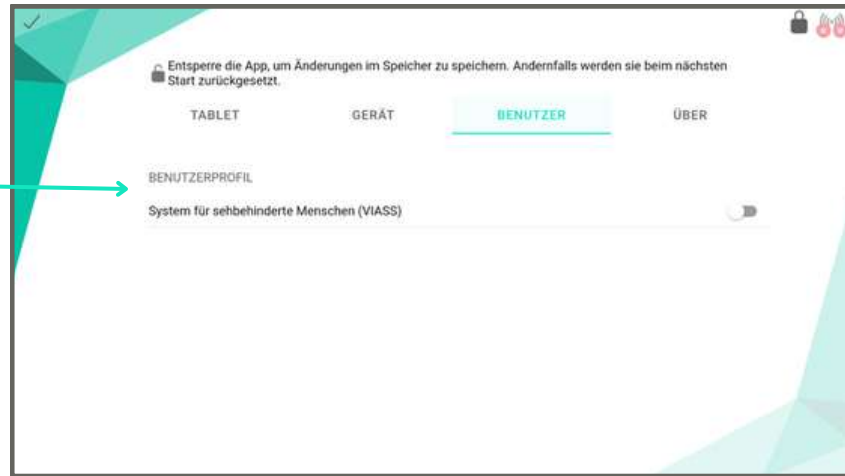 Entsperre die App, um Änderungen im Speicher zu speichern. Andernfalls werden sie beim nächsten
Start zurückgesetzt.
TABLET GERÄT BENUTZER ÜBER
BENUTZERPROFIL
System für sehbehinderte Menschen (VIASS)